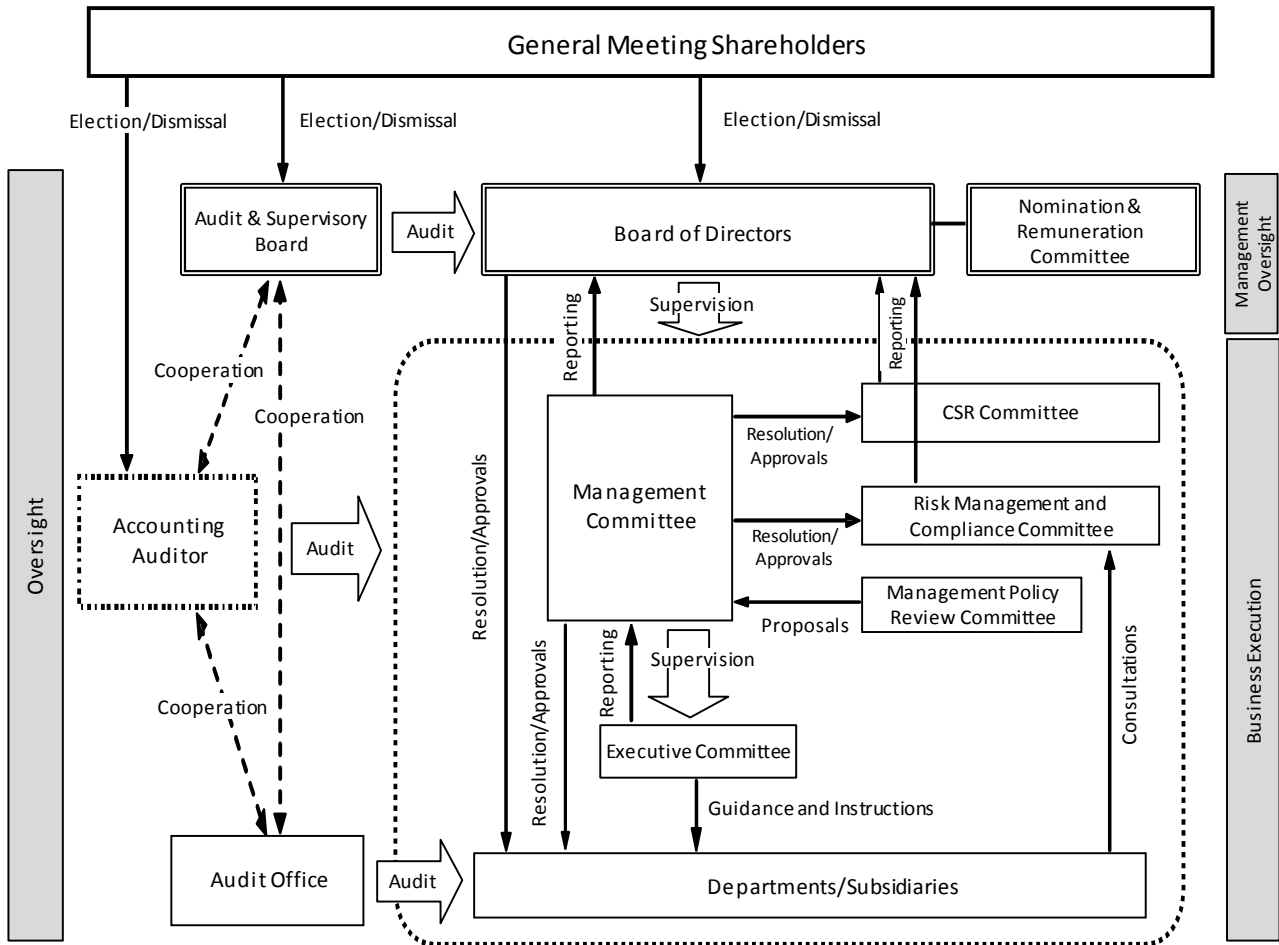 General Meeting Shareholders
Election/Dismissal
Election/Dismissal
Election/Dismissal
Oversight
Audit & Supervisory
Board
Audit
Board of Directors
Nomination &
Remuneration
Committee
Management
Oversight
Reporting
Supervision
Reporting
Cooperation
Cooperation
CSR Committee
Resolution/
Approvals
Management
Committee
Accounting
Auditor
Audit
Resolution/Approvals
Risk Management and
Compliance Committee
Resolution/
Approvals
Management Policy
Review Committee
Proposals
Supervision
Reporting
Resolution/Approvals
Consultations
Business Execution
Cooperation
Executive Committee
Guidance and Instructions
Audit Office
Audit
Departments/Subsidiaries